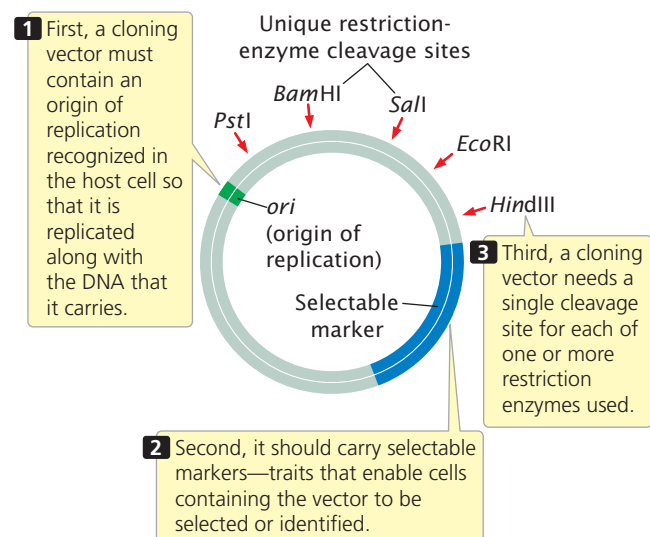 1 First, a cloning
vector must
contain an
origin of
replication
recognized in
the host cell so
that it is
replicated
along with
the DNA that
it carries.
Unique restriction-
enzyme cleavage sites
PstI
BamHI
SalI
EcoRI
HindIII
ori
(origin of
replication)
Selectable
marker
3 Third, a cloning
vector needs a
single cleavage
site for each of
one or more
restriction
enzymes used.
2 Second, it should carry selectable
markers—traits that enable cells
containing the vector to be
selected or identified.